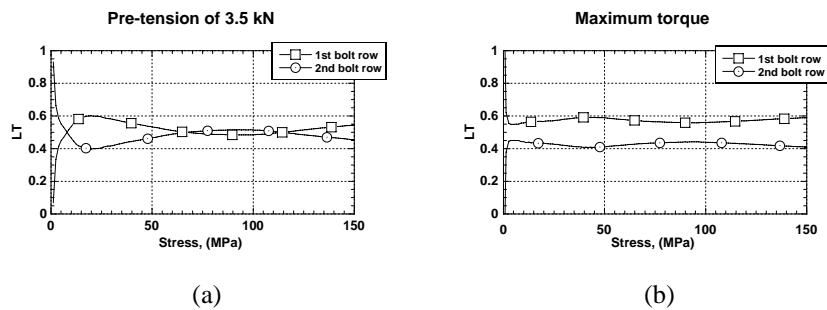 Pre-tension of 3.5 kN
1
0.8
0.6
0.4
0.2
0
LT
0
50
100
150
Stress, (MPa)
1st bolt row
2nd bolt row
(a)
Maximum torque
1
0.8
0.6
0.4
0.2
0
LT
0
50
100
150
Stress, (MPa)
1st bolt row
2nd bolt row
(b)